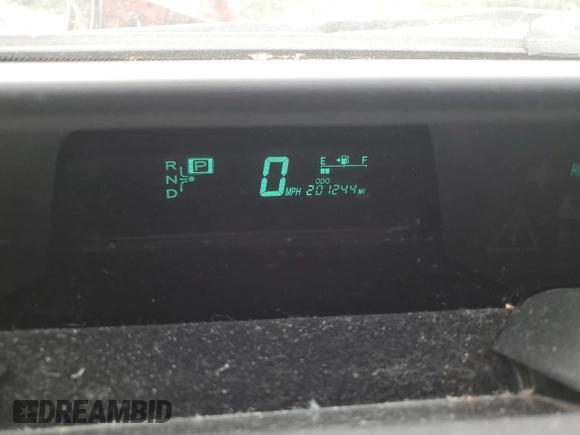 R P
N
D
0 MPH
E F
ODO
201244 MI
DREAMBID